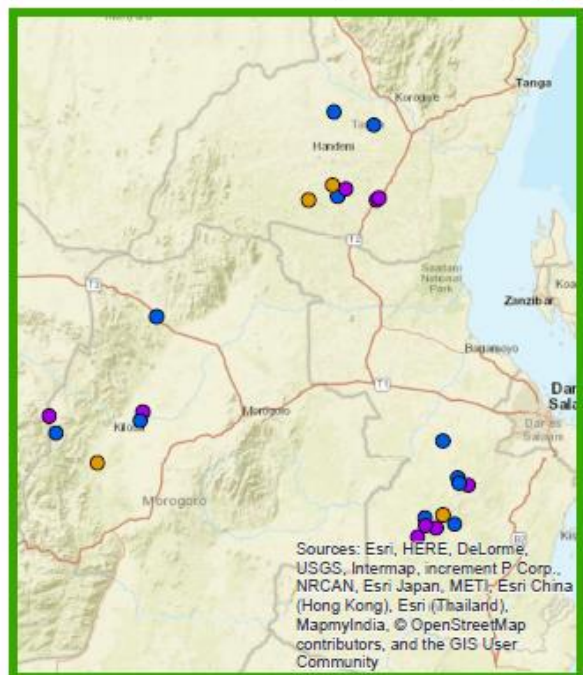 Tanga
Korogwe
Handeni
T2
Saadani
National
Park
T3
Zanzibar
Bagamoyo
T1
Dar
Sala
Dar es
Salaam
Morogoro
Kilosa
Morogoro
B2
Sources: Esri, HERE, DeLorme,
USGS, Intermap, increment P Corp.,
NRCAN, Esri Japan, METI, Esri China
(Hong Kong), Esri (Thailand),
MapmyIndia, © OpenStreetMap
contributors, and the GIS User
Community